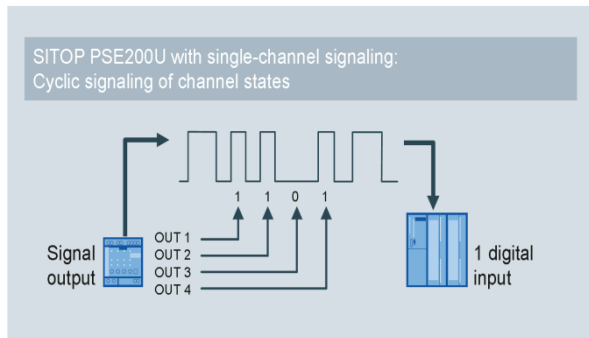 SITOP PSE200U with single-channel signaling:
Cyclic signaling of channel states
1 1 0 1
OUT 1
OUT 2
OUT 3
OUT 4
Signal
output
1 digital
input